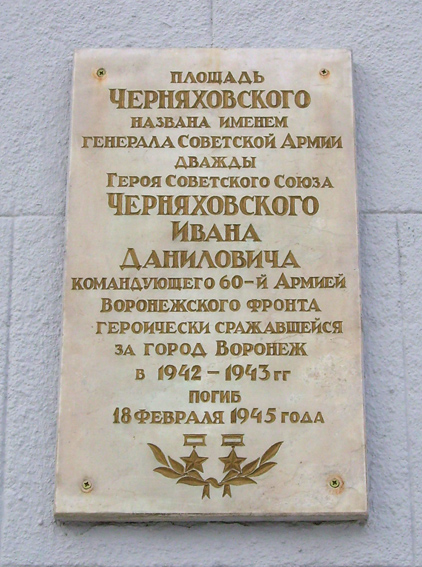 ПЛОЩАДЬ
ЧЕРНЯХОВСКОГО
НАЗВАНА ИМЕНЕМ
ГЕНЕРАЛА СОВЕТСКОЙ АРМИИ
ДВАЖДЫ
ГЕРОЯ СОВЕТСКОГО СОЮЗА
ЧЕРНЯХОВСКОГО
ИВАНА
ДАНИЛОВИЧА
КОМАНДУЮЩЕГО 60-Й АРМИЕЙ
ВОРОНЕЖСКОГО ФРОНТА
ГЕРОИЧЕСКИ СРАЖАВШЕЙСЯ
ЗА ГОРОД ВОРОНЕЖ
В 1942 – 1943 ГГ
ПОГИБ
18 ФЕВРАЛЯ 1945 ГОДА